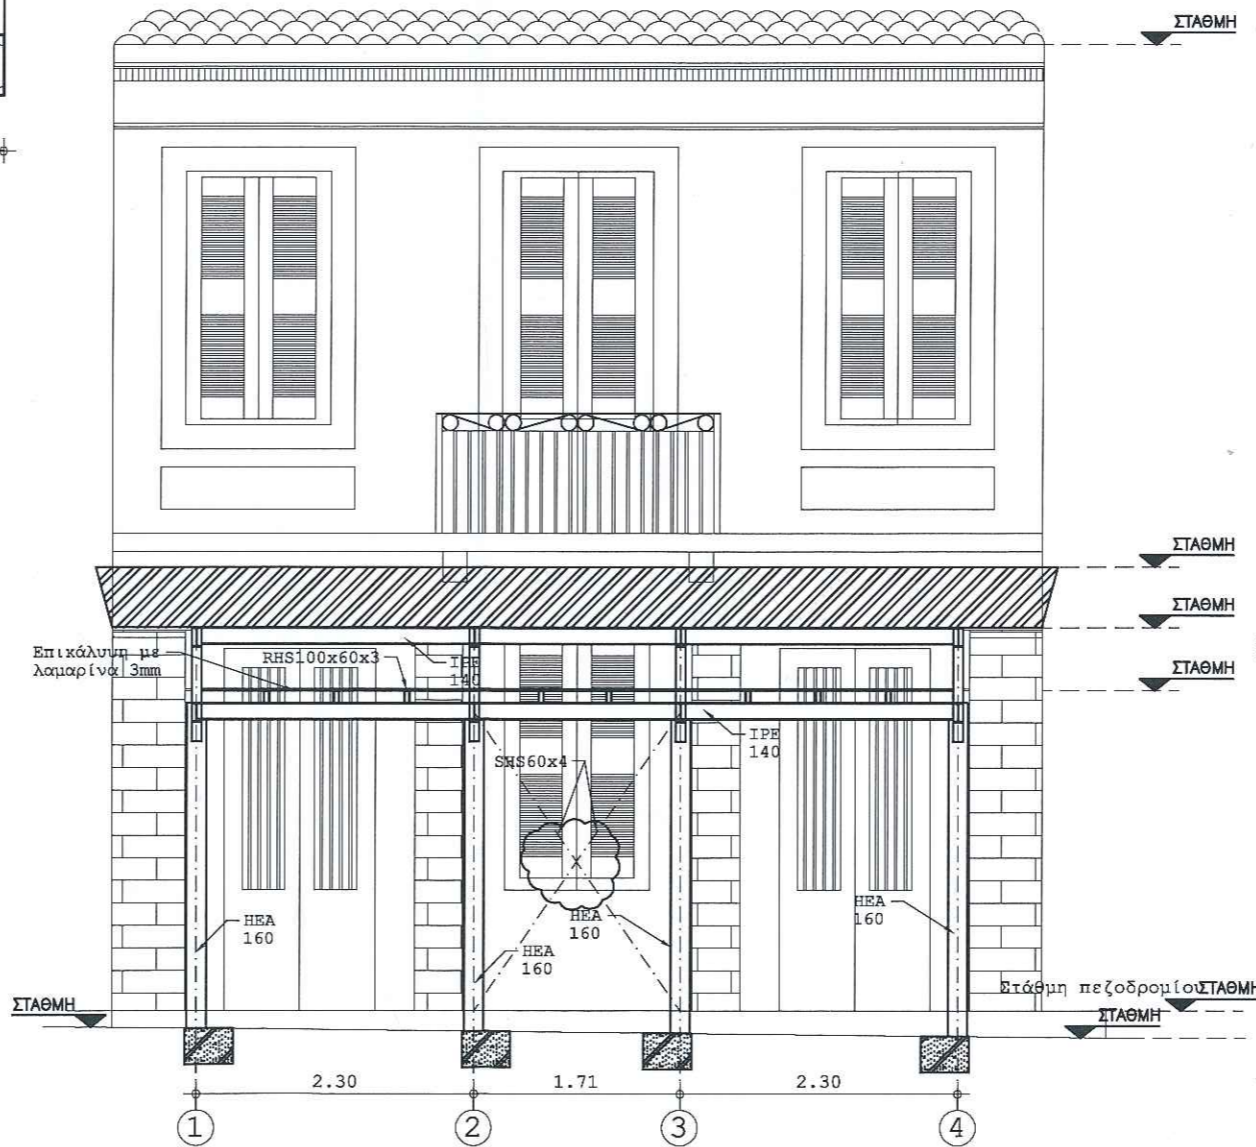 ΣΤΑΘΜΗ
ΣΤΑΘΜΗ
ΣΤΑΘΜΗ
Επικάλυψη με
λαμαρίνα 3mm
RHS100x60x3
IPE
140
ΣΤΑΘΜΗ
IPE
140
SHS60x4
HEA
160
HEA
160
HEA
160
HEA
160
Στάθμη πεζοδρομίου
ΣΤΑΘΜΗ
ΣΤΑΘΜΗ
ΣΤΑΘΜΗ
2.30
1.71
2.30
1
2
3
4